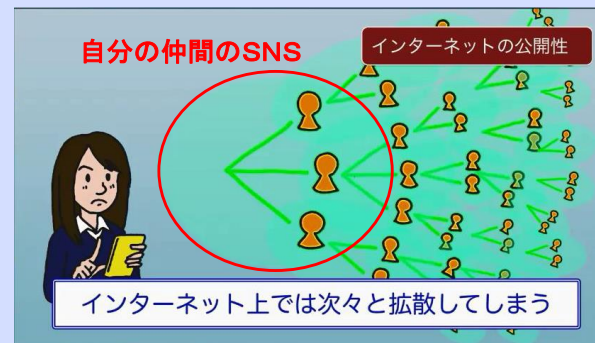 自分の仲間のSNS
インターネットの公開性
インターネット上では次々と拡散してしまう